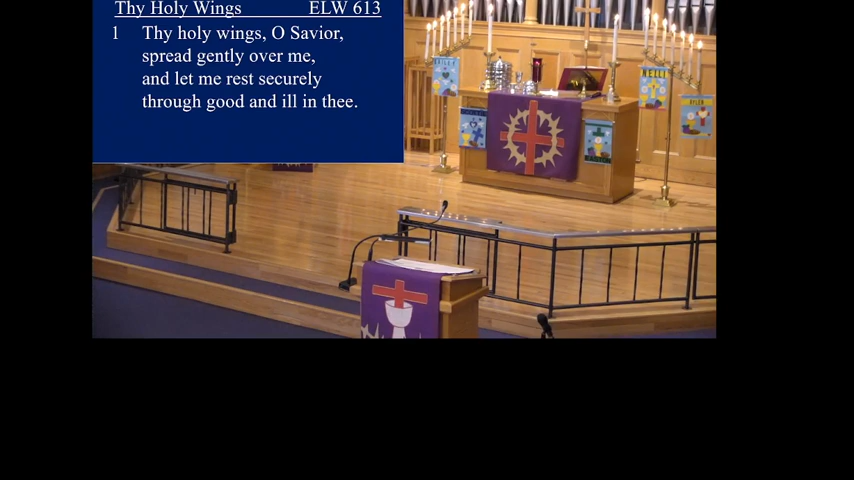 Thy Holy Wings ELW 613
1 Thy holy wings, O Savior,
spread gently over me,
and let me rest securely
through good and ill in thee.
NEIL